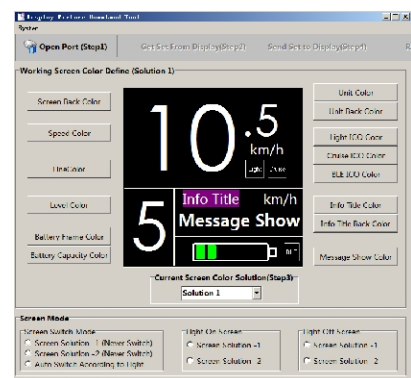 Display Picture Download Tool
System
Open Port (Step1)
Get Set From Display(Step2)
Send Set to Display(Step4)
Working Screen Color Define (Solution 1)
Screen Back Color
Speed Color
LineColor
Level Color
Battery Frame Color
Battery Capacity Color
10.5
km/h
Light
Cruise
5
Info Title
km/h
Message Show
BLE
Unit Color
Unit Back Color
Light ICO Color
Cruise ICO Color
BLE ICO Color
Info Title Color
Info Title Back Color
Message Show Color
Current Screen Color Solution(Step3)
Solution 1
Screen Mode
Screen Switch Mode
Screen Solution -1 (Never Switch)
Screen Solution -2 (Never Switch)
Auto Switch According to Light
Light On Screen
Screen Solution -1
Screen Solution -2
Light Off Screen
Screen Solution -1
Screen Solution -2